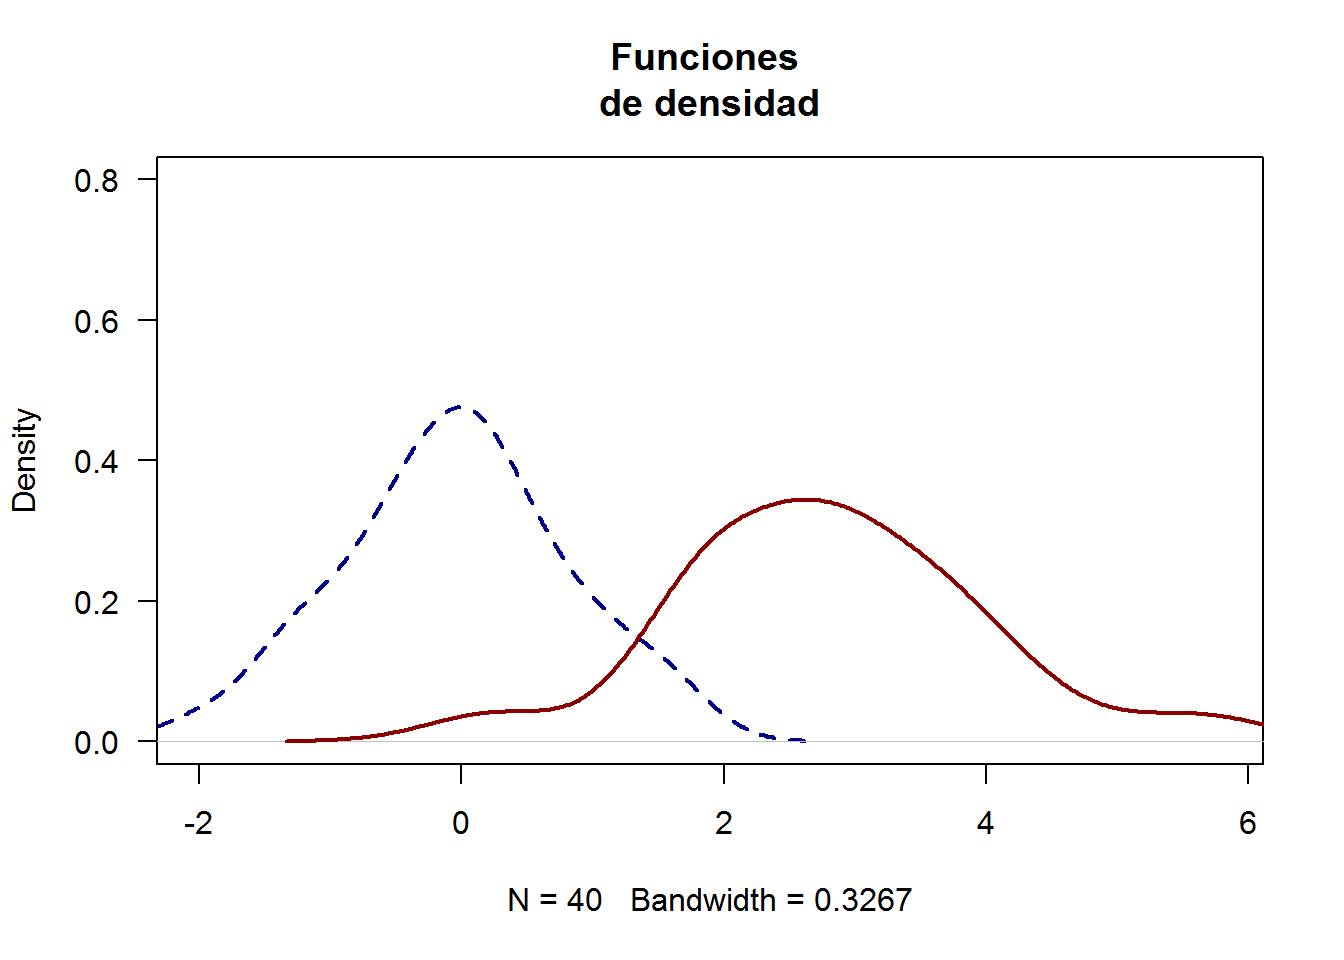 Funciones
de densidad
Density
0.8
0.6
0.4
0.2
0.0
-2 0 2 4 6
N = 40 Bandwidth = 0.3267